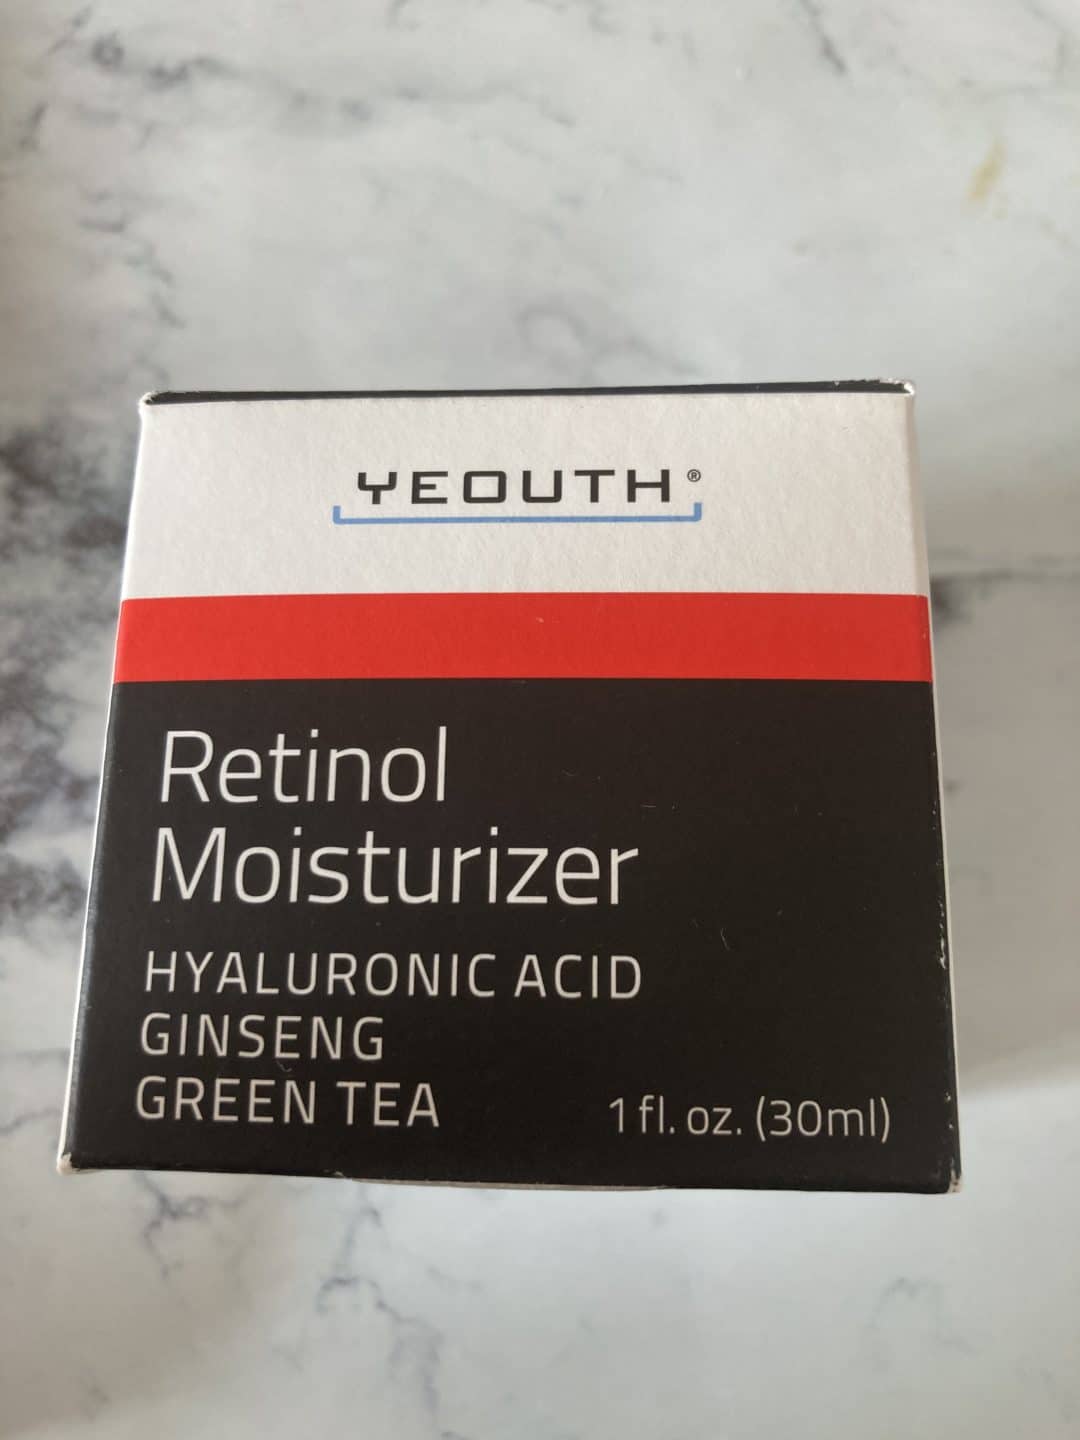 YEOUTH®
Retinol
Moisturizer
HYALURONIC ACID
GINSENG
GREEN TEA
1 fl. oz. (30ml)